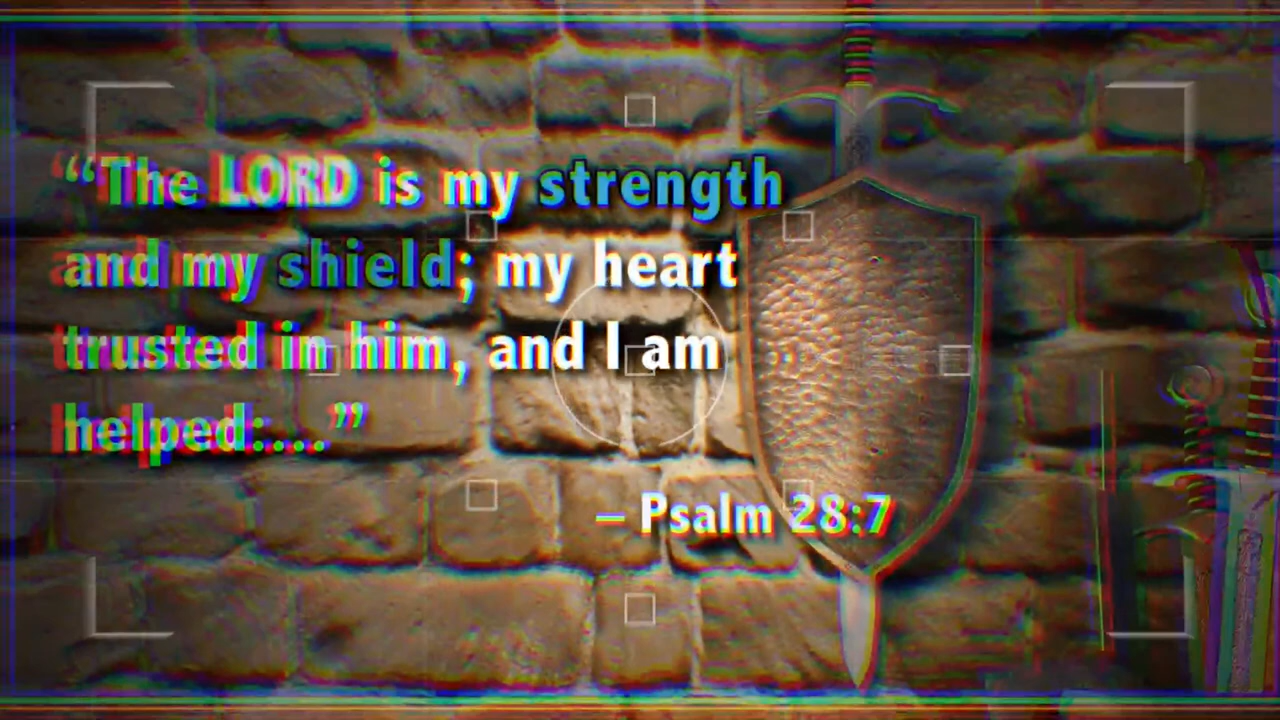 “The LORD is my strength
and my shield; my heart
trusted in him, and I am
helped:...”
– Psalm 28:7